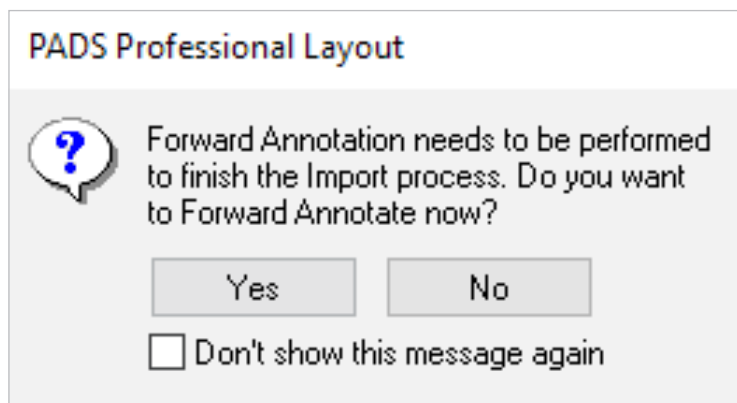 PADS Professional Layout
Forward Annotation needs to be performed
to finish the Import process. Do you want
to Forward Annotate now?
Yes No
Don't show this message again